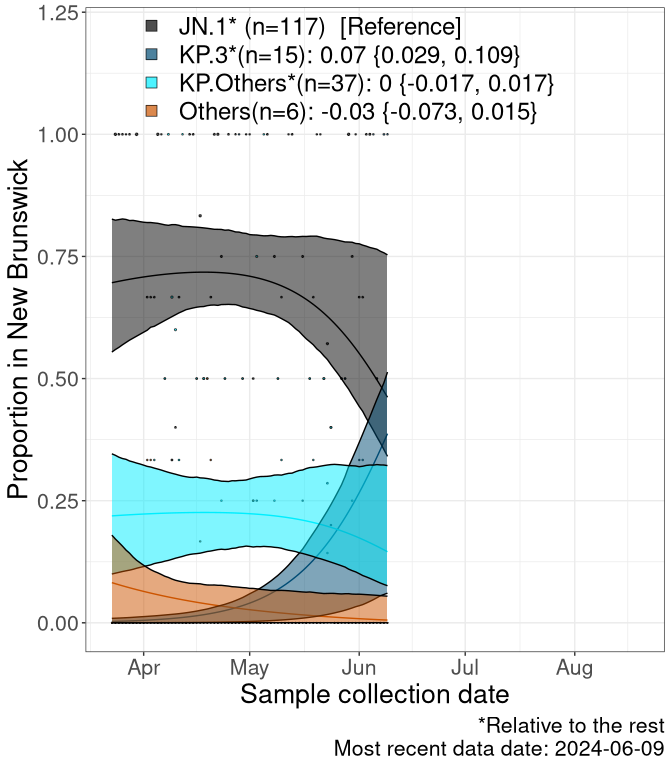 JN.1* (n=117)  [Reference]
KP.3*(n=15): 0.07 {0.029, 0.109}
KP.Others*(n=37): 0 {-0.017, 0.017}
Others(n=6): -0.03 {-0.073, 0.015}
1.25
1.00
0.75
0.50
0.25
0.00
Proportion in New Brunswick
Apr May Jun Jul Aug
Sample collection date
*Relative to the rest
Most recent data date: 2024-06-09